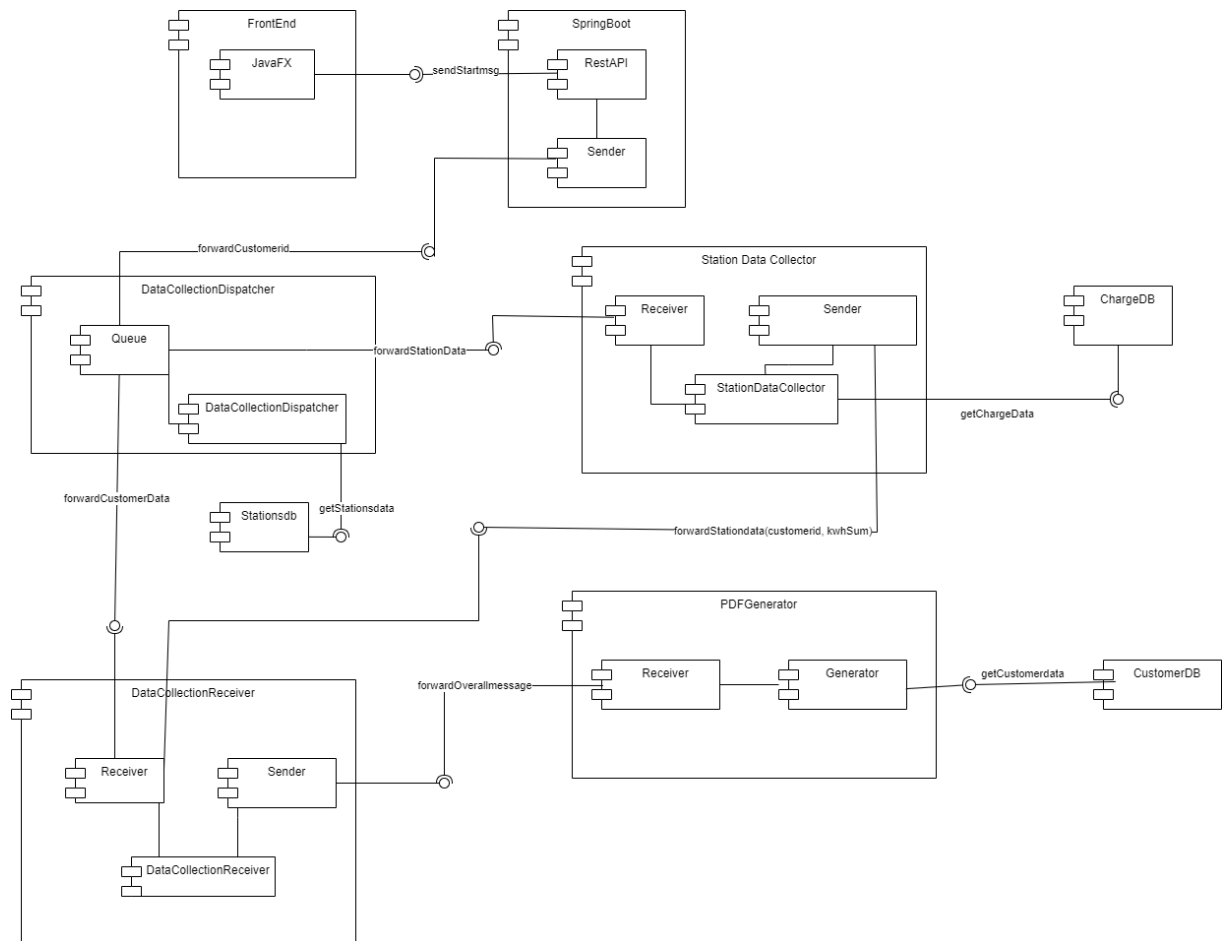 FrontEnd
SpringBoot
JavaFX
RestAPI
sendStartmsg
Sender
forwardCustomerid
Station Data Collector
DataCollectionDispatcher
ChargeDB
Receiver
Sender
Queue
forwardStationData
StationDataCollector
DataCollectionDispatcher
getChargeData
forwardCustomerData
getStationsdata
Stationsdb
forwardStationdata(customerid, kwhSum)
PDFGenerator
Receiver
Generator
getCustomerdata
CustomerDB
forwardOverallmessage
DataCollectionReceiver
Receiver
Sender
DataCollectionReceiver